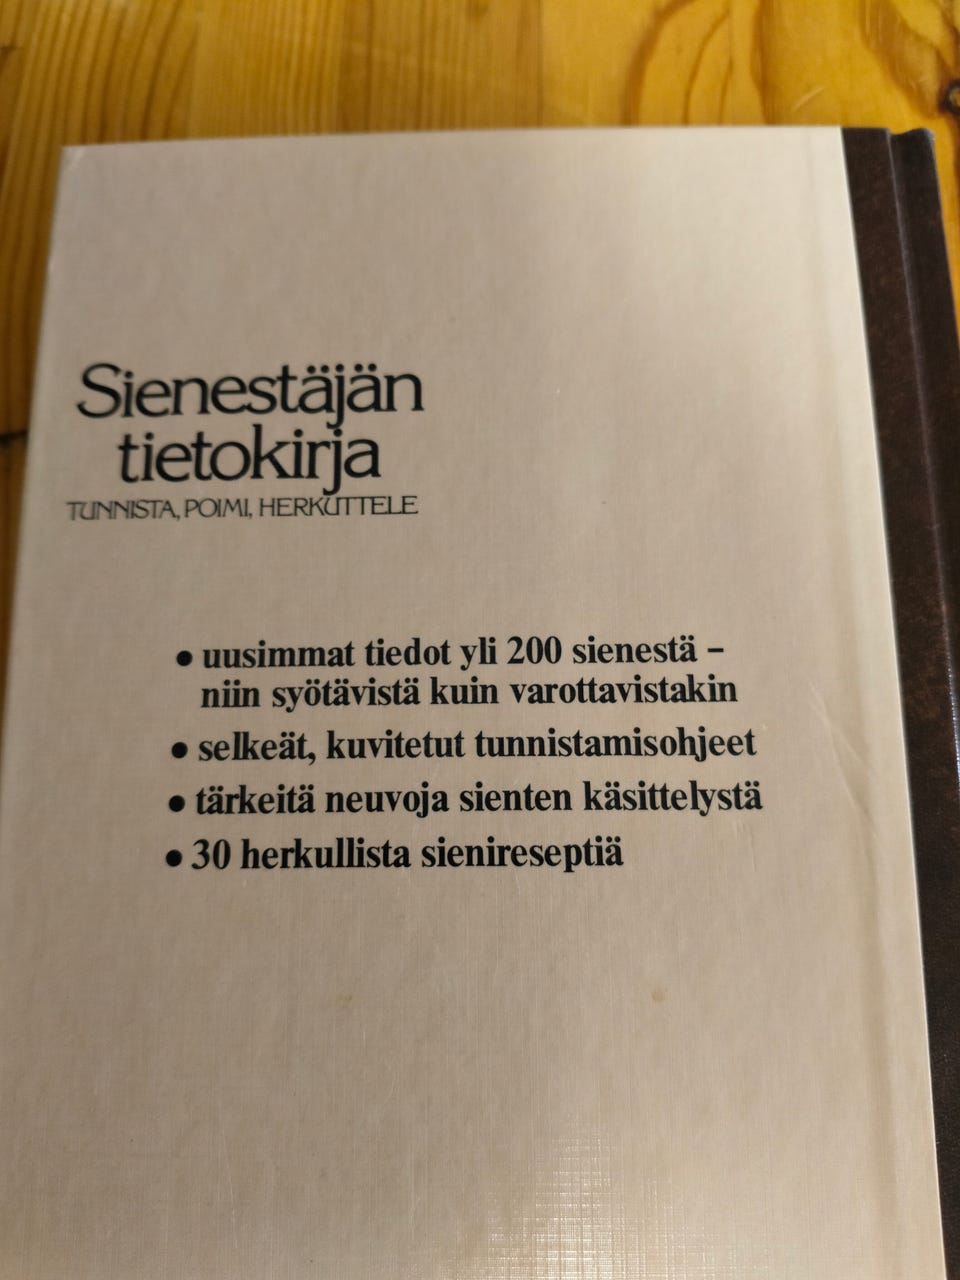 Sienestäjän
tietokirja
TUNNISTA, POIMI, HERKUTTELE
• uusimmat tiedot yli 200 sienestä –
niin syötävistä kuin varottavistakin
• selkeät, kuvitetut tunnistamisohjeet
• tärkeitä neuvoja sienten käsittelystä
• 30 herkullista sienireseptiä